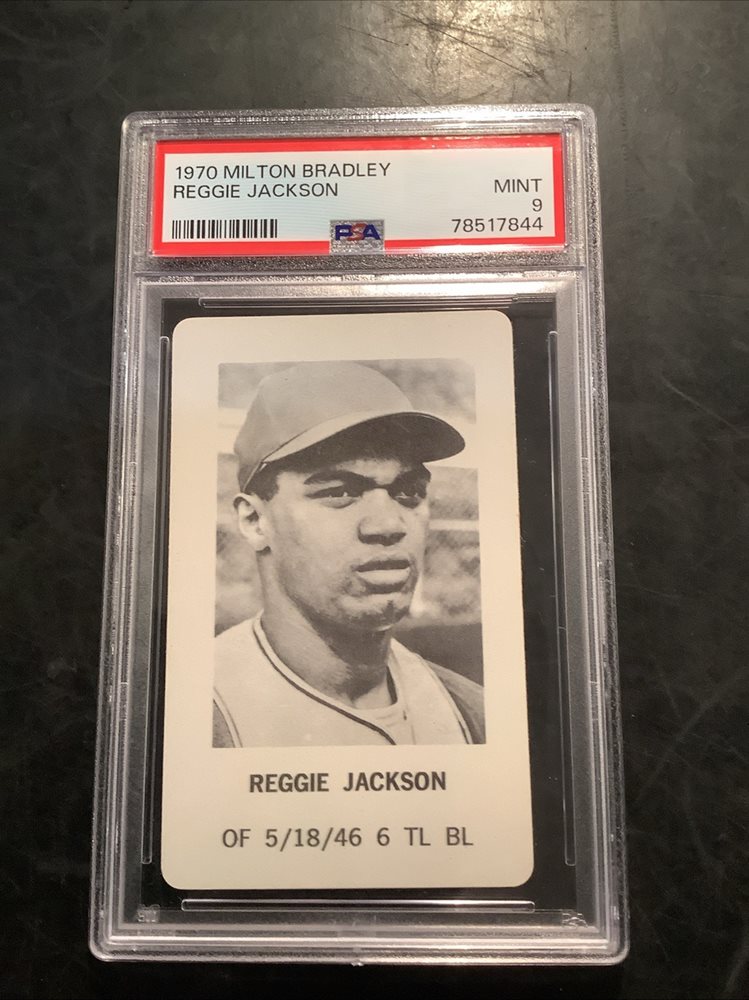 1970 MILTON BRADLEY
REGGIE JACKSON
MINT
9
78517844
PSA
REGGIE JACKSON
OF 5/18/46 6 TL BL